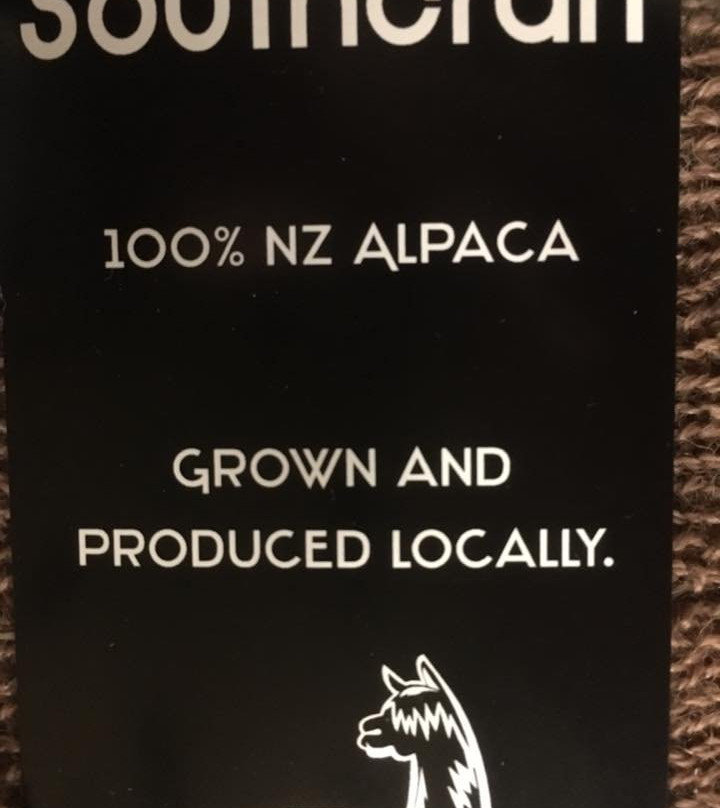 100% NZ ALPACA
GROWN AND
PRODUCED LOCALLY.